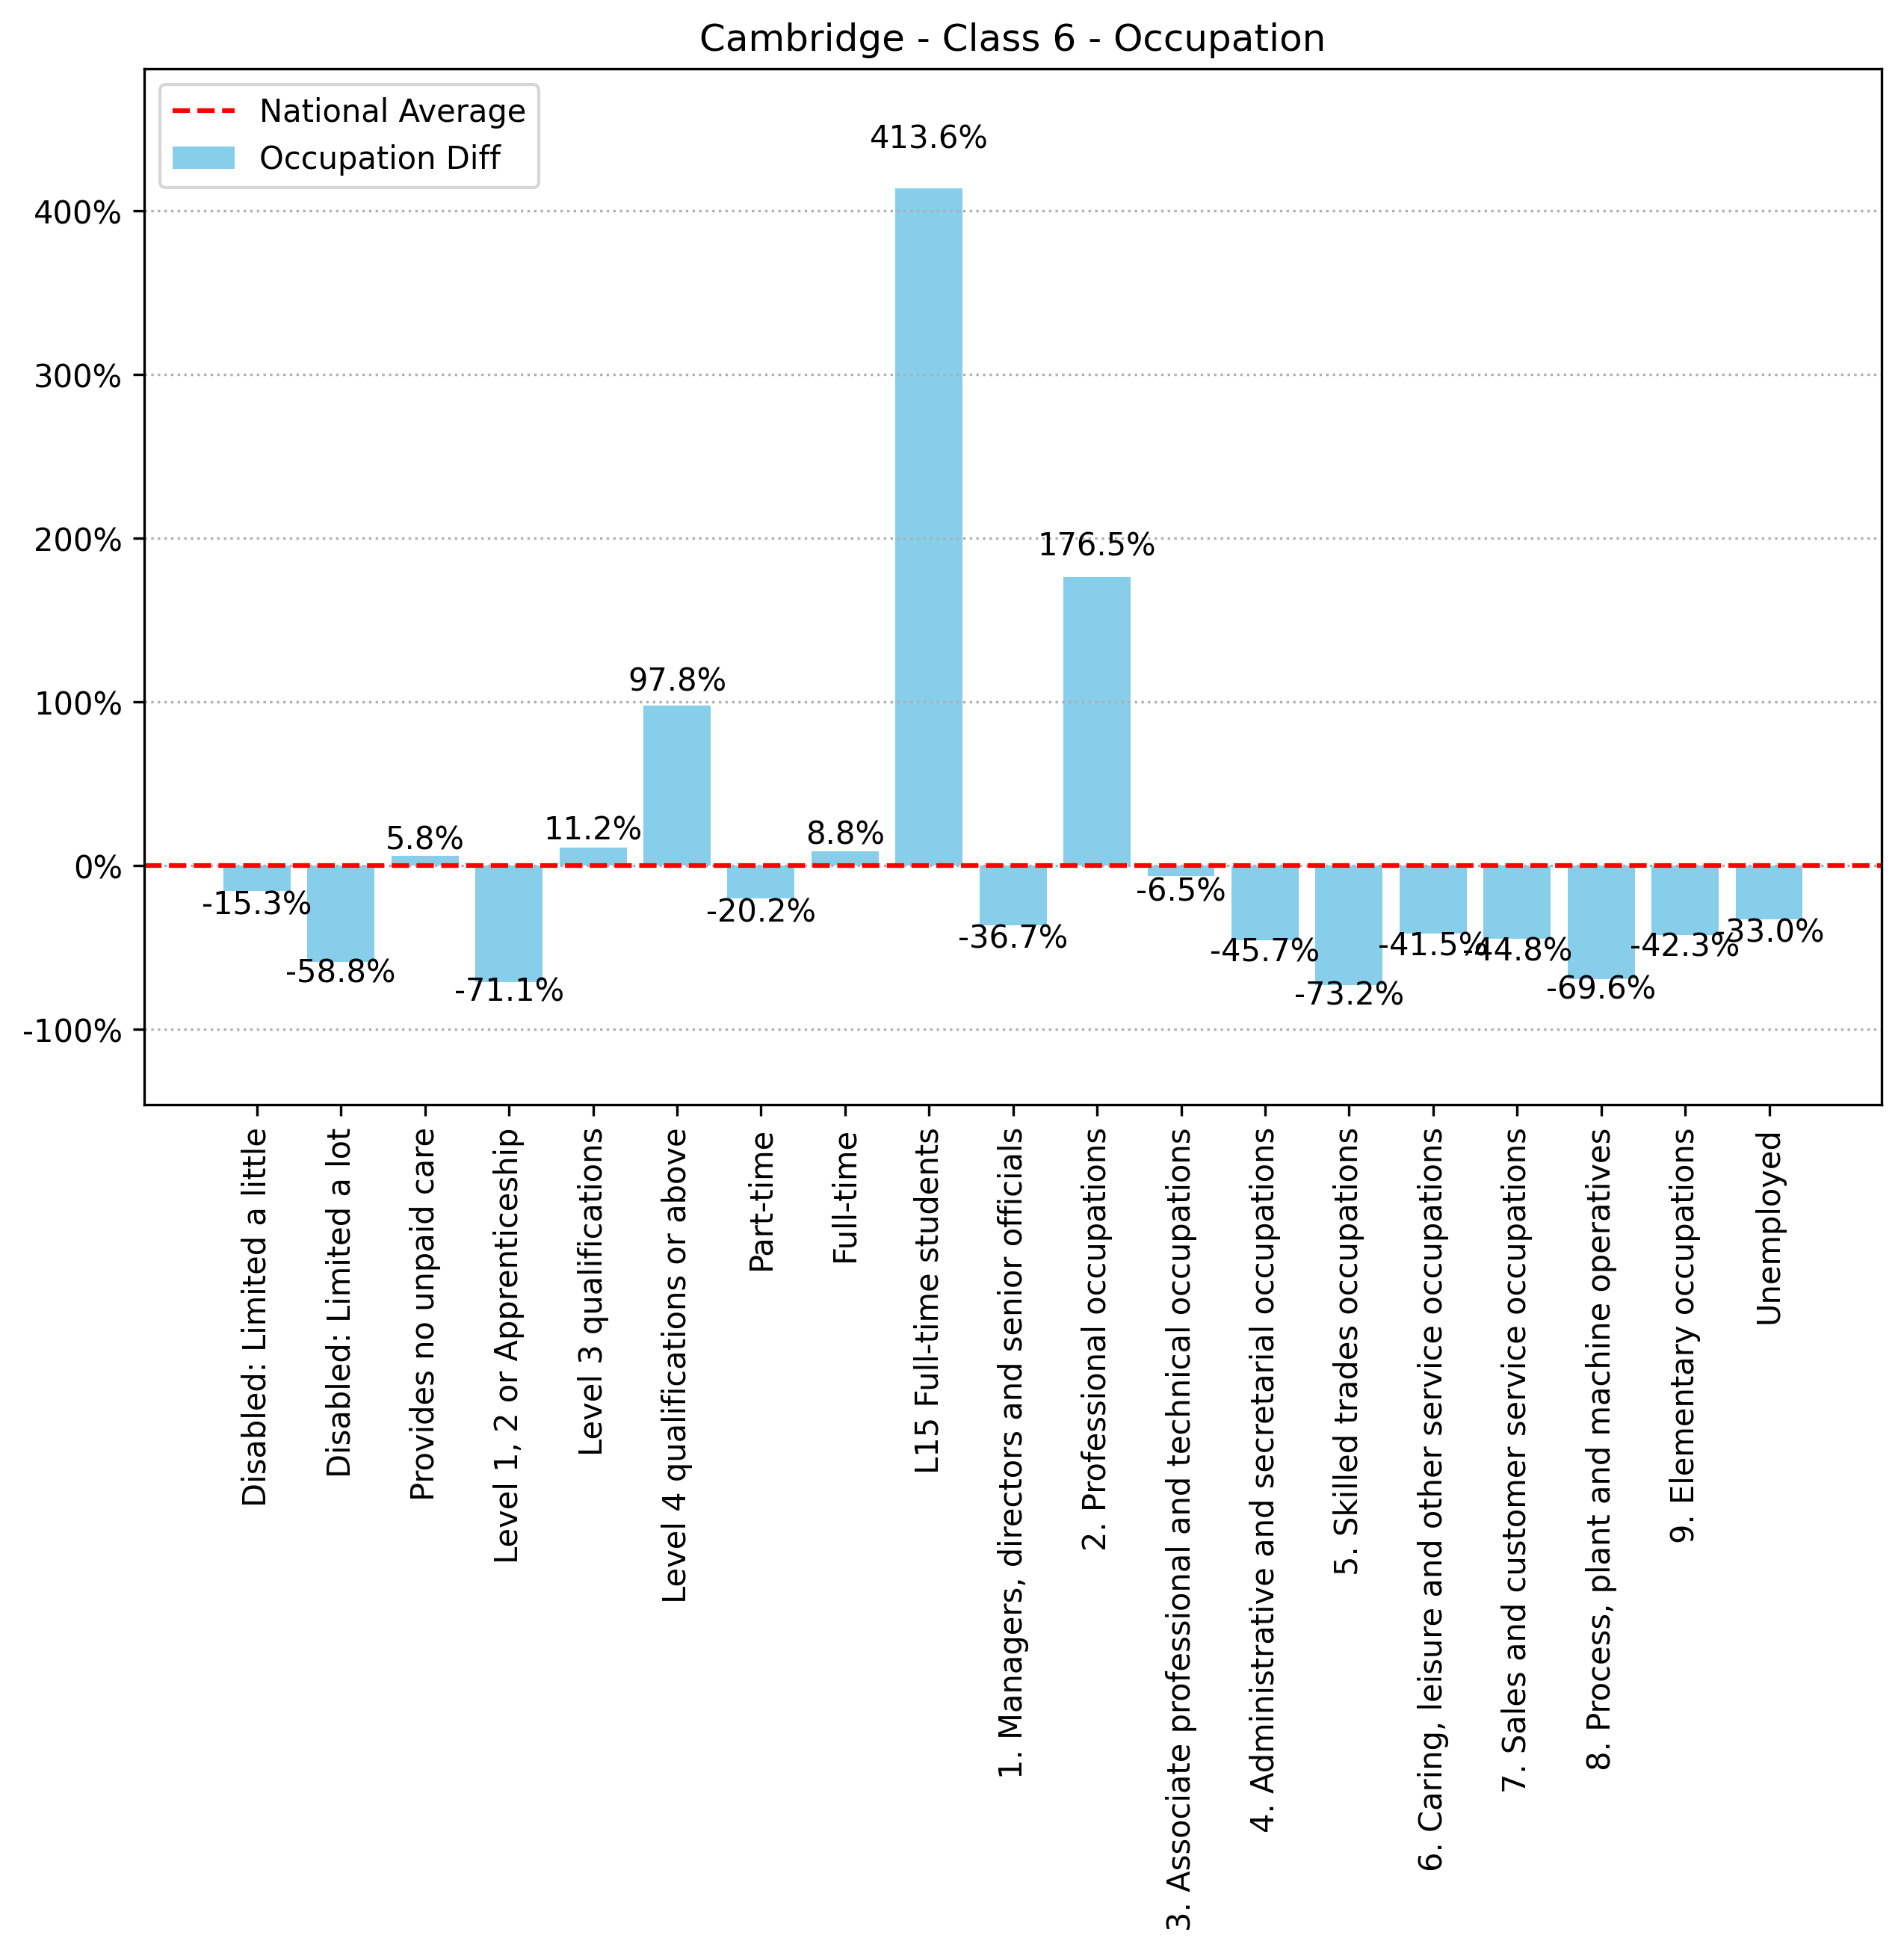 Cambridge - Class 6 - Occupation
National Average
Occupation Diff
400%
300%
200%
100%
0%
-100%
-15.3%
-58.8%
5.8%
-71.1%
11.2%
97.8%
-20.2%
8.8%
413.6%
-36.7%
176.5%
-6.5%
-45.7%
-73.2%
-41.5%
-44.8%
-69.6%
-42.3%
-33.0%
Disabled: Limited a little
Disabled: Limited a lot
Provides no unpaid care
Level 1, 2 or Apprenticeship
Level 3 qualifications
Level 4 qualifications or above
Part-time
Full-time
L15 Full-time students
1. Managers, directors and senior officials
2. Professional occupations
3. Associate professional and technical occupations
4. Administrative and secretarial occupations
5. Skilled trades occupations
6. Caring, leisure and other service occupations
7. Sales and customer service occupations
8. Process, plant and machine operatives
9. Elementary occupations
Unemployed